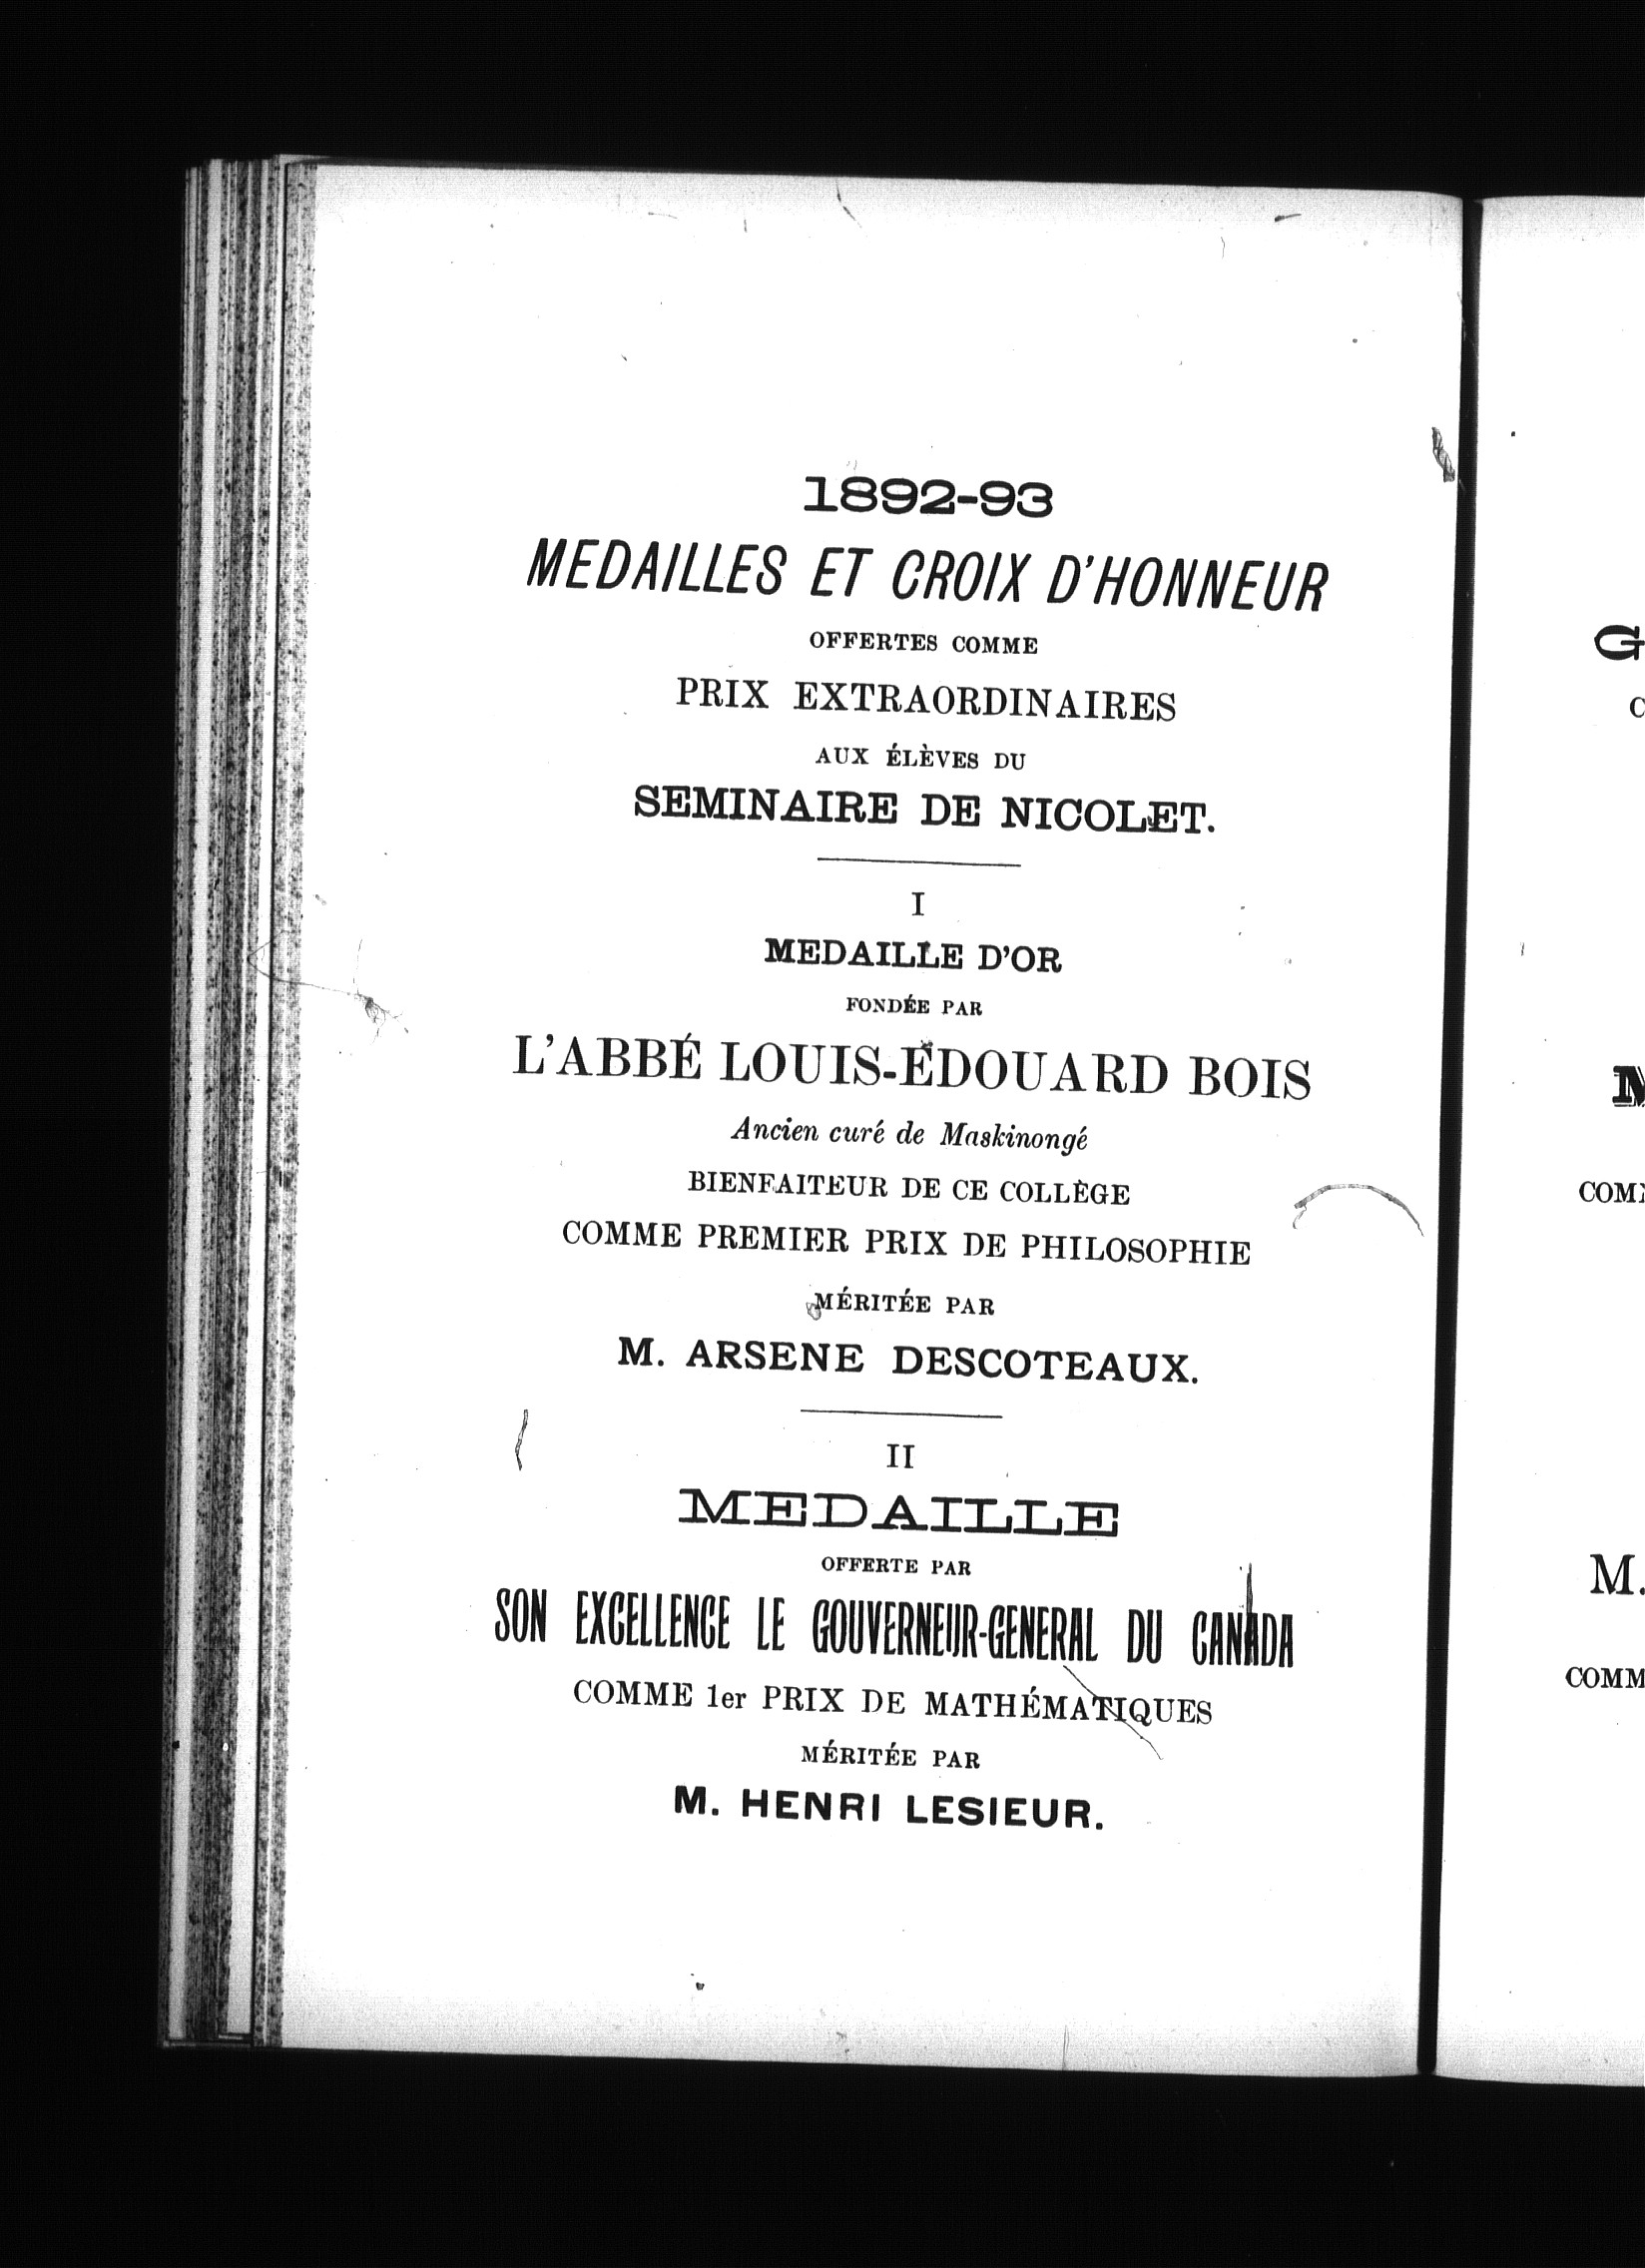 1892-93
MEDAILLES ET CROIX D'HONNEUR
OFFERTES COMME
PRIX EXTRAORDINAIRES
AUX ÉLÈVES DU
SEMINAIRE DE NICOLET.
I
MEDAILLE D'OR
FONDÉE PAR
L'ABBÉ LOUIS-ÉDOUARD BOIS
Ancien curé de Maskinongé
BIENFAITEUR DE CE COLLÈGE
COMME PREMIER PRIX DE PHILOSOPHIE
MÉRITÉE PAR
M. ARSENE DESCOTEAUX.
II
MEDAILLE
OFFERTE PAR
SON EXCELLENCE LE GOUVERNEUR-GENERAL DU CANADA
COMME 1er PRIX DE MATHÉMATIQUES
MÉRITÉE PAR
M. HENRI LESIEUR.
M.